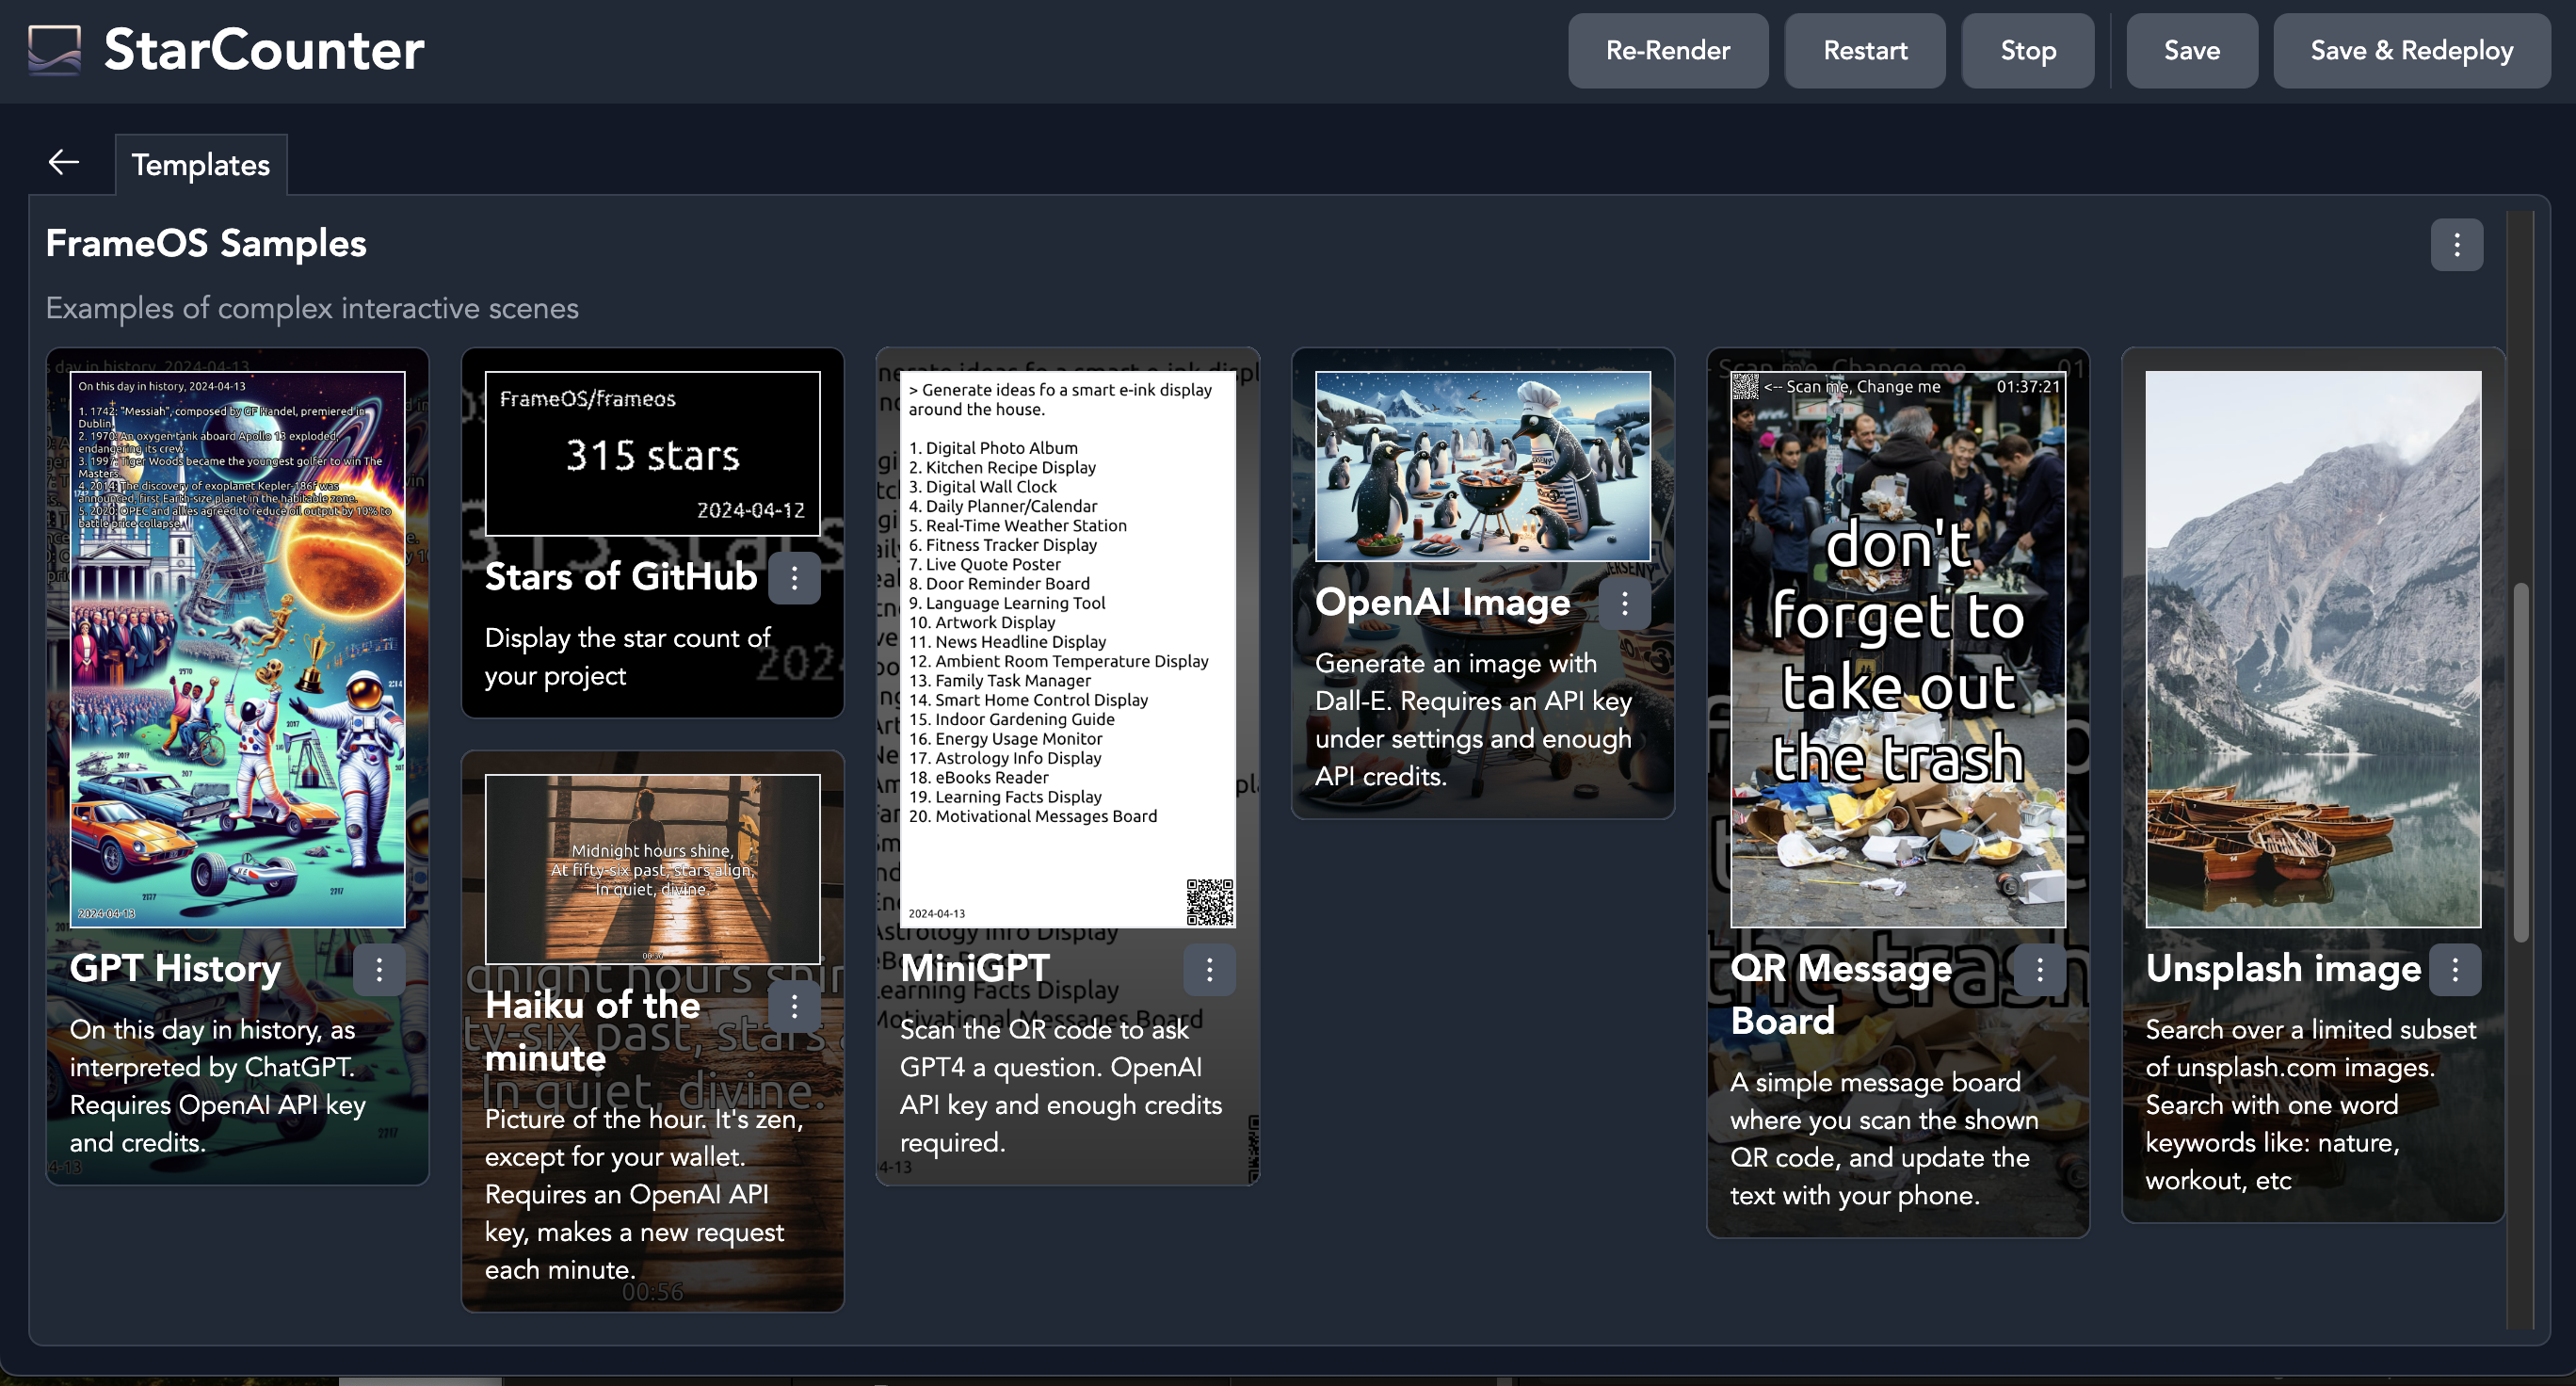 StarCounter
Re-Render
Restart
Stop
Save
Save & Redeploy
Templates
FrameOS Samples
Examples of complex interactive scenes
On this day in history, 2024-04-13
1. 1742: "Messiah", composed by GF Handel, premiered in
Dublin.
2. 1970: An oxygen tank aboard Apollo 13 exploded,
endangering its crew.
3. 1997: Tiger Woods became the youngest golfer to win The
Masters.
4. 2014: The discovery of exoplanet Kepler-186f was
announced, first Earth-size planet in the habitable zone.
5. 2020: OPEC and allies agreed to reduce oil output by 10% to
battle price collapse.
2024-04-13
GPT History
On this day in history, as
interpreted by ChatGPT.
Requires OpenAI API key
and credits.
FrameOS/frameos
315 stars
2024-04-12
Stars of GitHub
Display the star count of
your project
Midnight hours shine,
At fifty-six past, stars align,
In quiet, divine.
Haiku of the
minute
Picture of the hour. It's zen,
except for your wallet.
Requires an OpenAI API
key, makes a new request
each minute.
00:56
> Generate ideas fo a smart e-ink display
around the house.
1. Digital Photo Album
2. Kitchen Recipe Display
3. Digital Wall Clock
4. Daily Planner/Calendar
5. Real-Time Weather Station
6. Fitness Tracker Display
7. Live Quote Poster
8. Door Reminder Board
9. Language Learning Tool
10. Artwork Display
11. News Headline Display
12. Ambient Room Temperature Display
13. Family Task Manager
14. Smart Home Control Display
15. Indoor Gardening Guide
16. Energy Usage Monitor
17. Astrology Info Display
18. eBooks Reader
19. Learning Facts Display
20. Motivational Messages Board
2024-04-13
MiniGPT
Scan the QR code to ask
GPT4 a question. OpenAI
API key and enough credits
required.
OpenAI Image
Generate an image with
Dall-E. Requires an API key
under settings and enough
API credits.
<-- Scan me, Change me
01:37:21
don't
forget to
take out
the trash
QR Message
Board
A simple message board
where you scan the shown
QR code, and update the
text with your phone.
Unsplash image
Search over a limited subset
of unsplash.com images.
Search with one word
keywords like: nature,
workout, etc